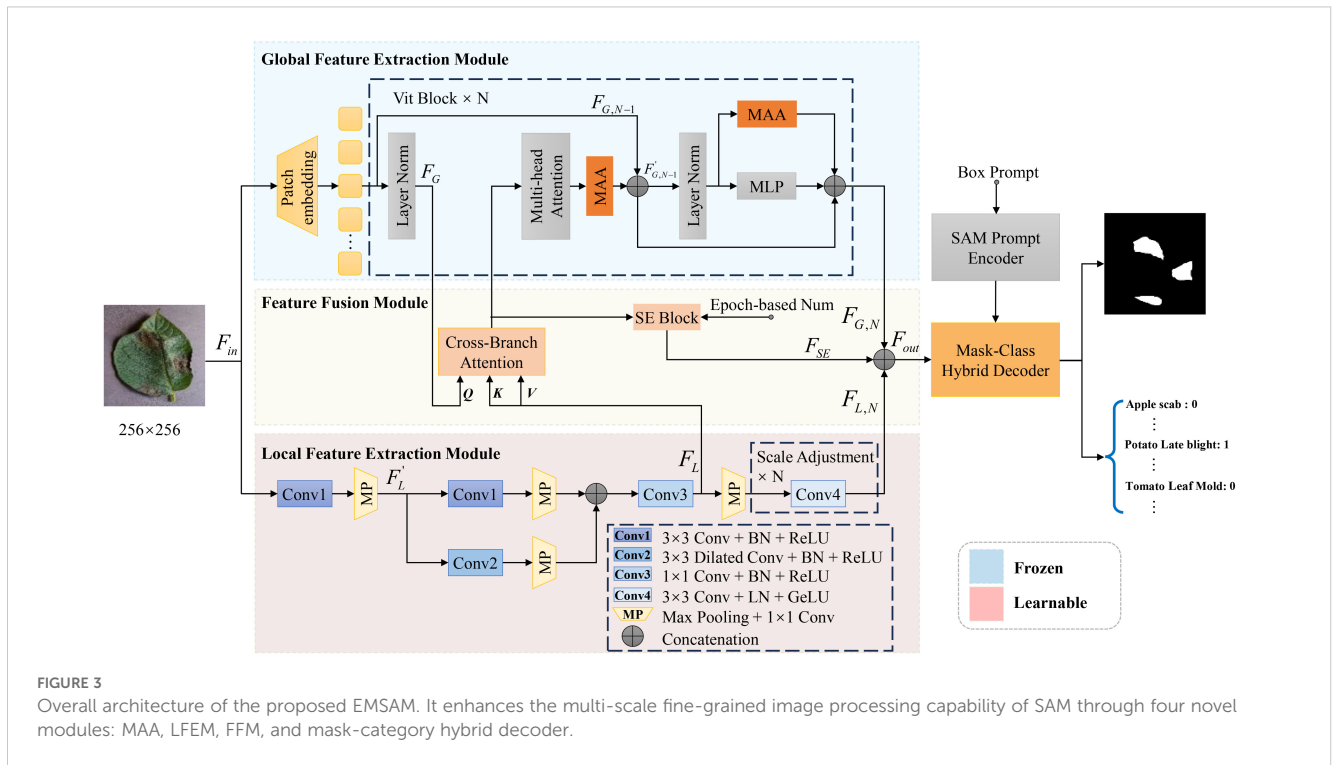 Global Feature Extraction Module
Vit Block × N
F_{G,N-1}
MAA
Patch embedding
Layer Norm
F_G
Multi-head Attention
MAA
F'_{G,N-1}
Layer Norm
MLP
Box Prompt
SAM Prompt
Encoder
Feature Fusion Module
SE Block
Epoch-based Num
F_{G,N}
F_{in}
Cross-Branch
Attention
F_{SE}
F_{out}
Mask-Class
Hybrid Decoder
Q K V
F_{L,N}
256×256
Apple scab : 0
⋮
Potato Late blight: 1
⋮
Tomato Leaf Mold: 0
⋮
Local Feature Extraction Module
F_L
Scale Adjustment
× N
Conv1
MP
F'_L
Conv1
MP
Conv3
MP
Conv4
Conv2
MP
Conv1 3×3 Conv + BN + ReLU
Conv2 3×3 Dilated Conv + BN + ReLU
Conv3 1×1 Conv + BN + ReLU
Conv4 3×3 Conv + LN + GeLU
MP Max Pooling + 1×1 Conv
Concatenation
Frozen
Learnable
FIGURE 3
Overall architecture of the proposed EMSAM. It enhances the multi-scale fine-grained image processing capability of SAM through four novel
modules: MAA, LFEM, FFM, and mask-category hybrid decoder.